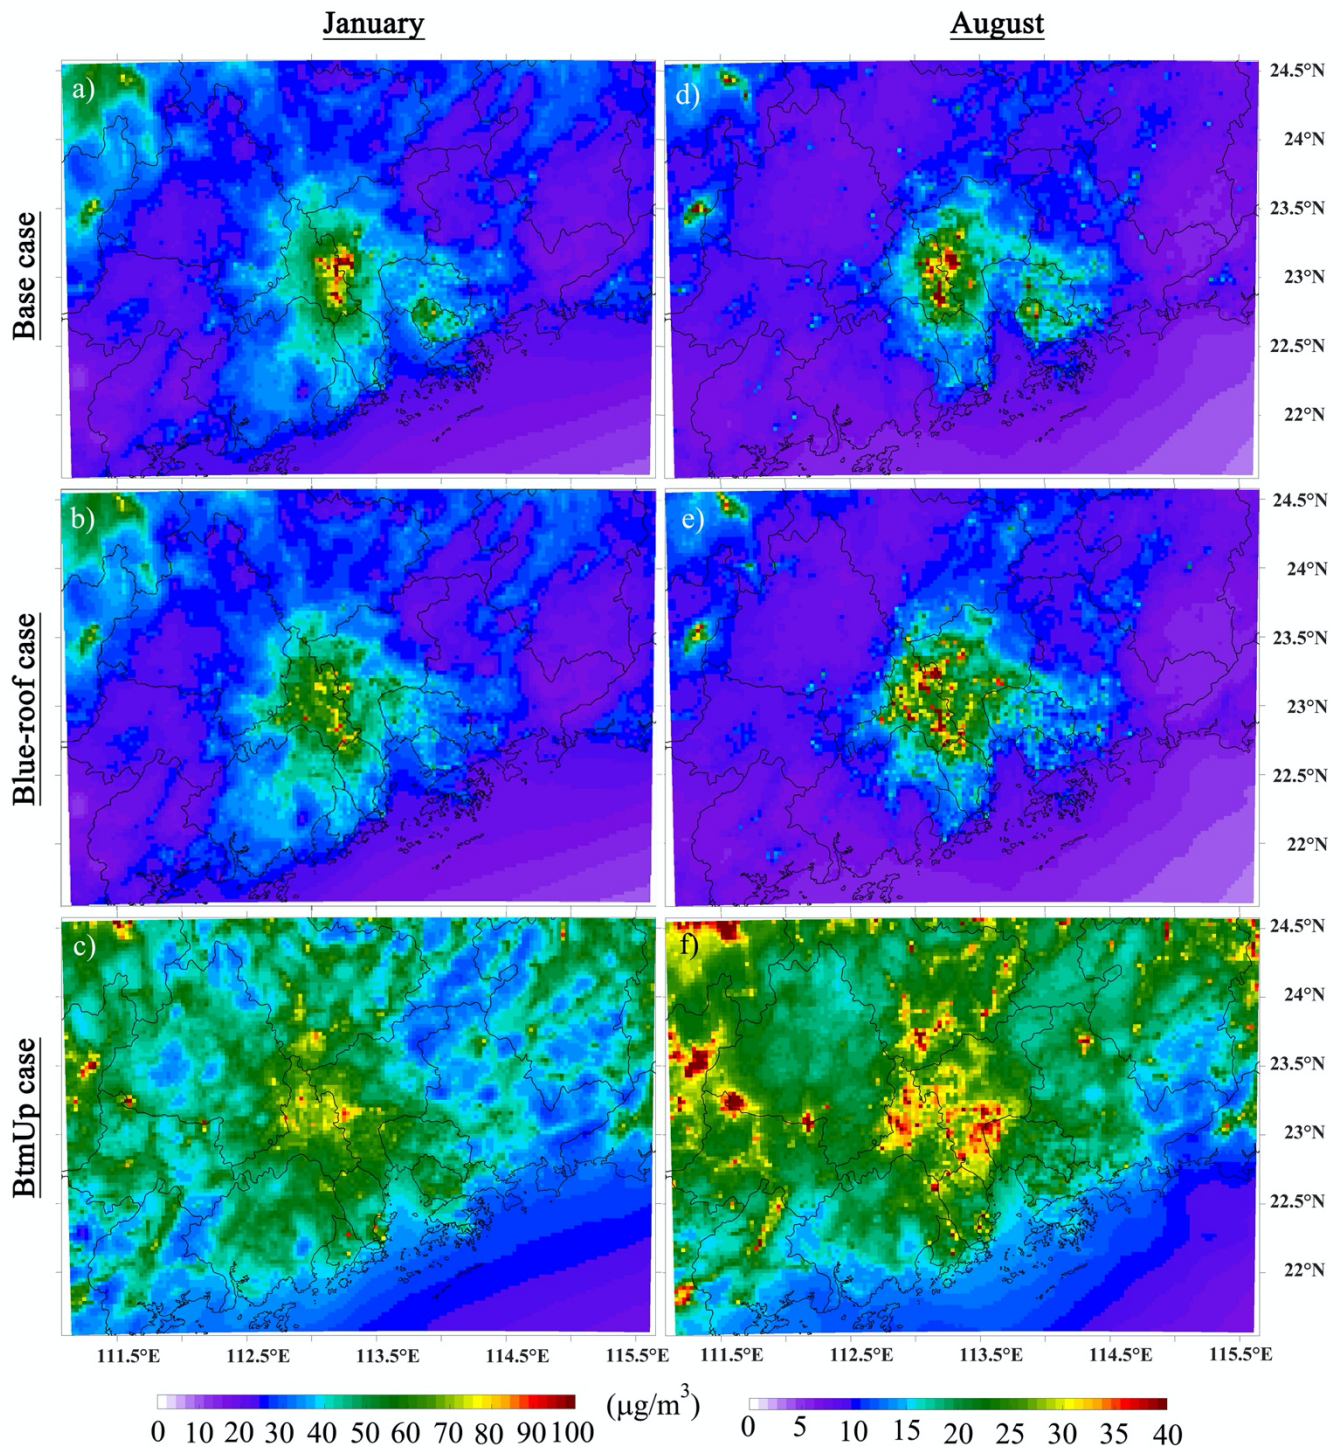 January August
Base case
a)
d)
24.5°N
24°N
23.5°N
23°N
22.5°N
22°N
Blue-roof case
b)
e)
24.5°N
24°N
23.5°N
23°N
22.5°N
22°N
BtmUp case
c)
f)
24.5°N
24°N
23.5°N
23°N
22.5°N
22°N
111.5°E 112.5°E 113.5°E 114.5°E 115.5°E 111.5°E 112.5°E 113.5°E 114.5°E 115.5°E
0 10 20 30 40 50 60 70 80 90 100
(µg/m³)
0 5 10 15 20 25 30 35 40